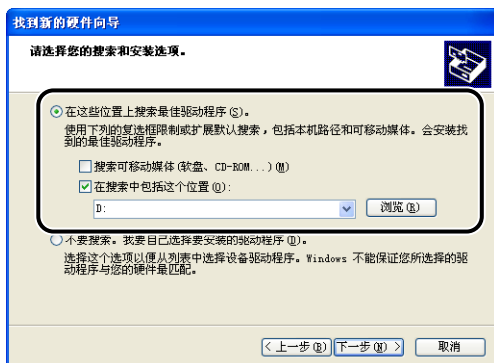 找到新的硬件向导
请选择您的搜索和安装选项。
在这些位置上搜索最佳驱动程序(S)。
使用下列的复选框限制或扩展默认搜索，包括本机路径和可移动媒体。会安装找
到的最佳驱动程序。
搜索可移动媒体(软盘、CD-ROM...)(M)
在搜索中包括这个位置(O):
D:
浏览(R)
不要搜索。我要自己选择要安装的驱动程序(D)。
选择这个选项以便从列表中选择设备驱动程序。Windows 不能保证您所选择的驱
动程序与您的硬件最匹配。
< 上一步(B) 下一步(N) > 取消